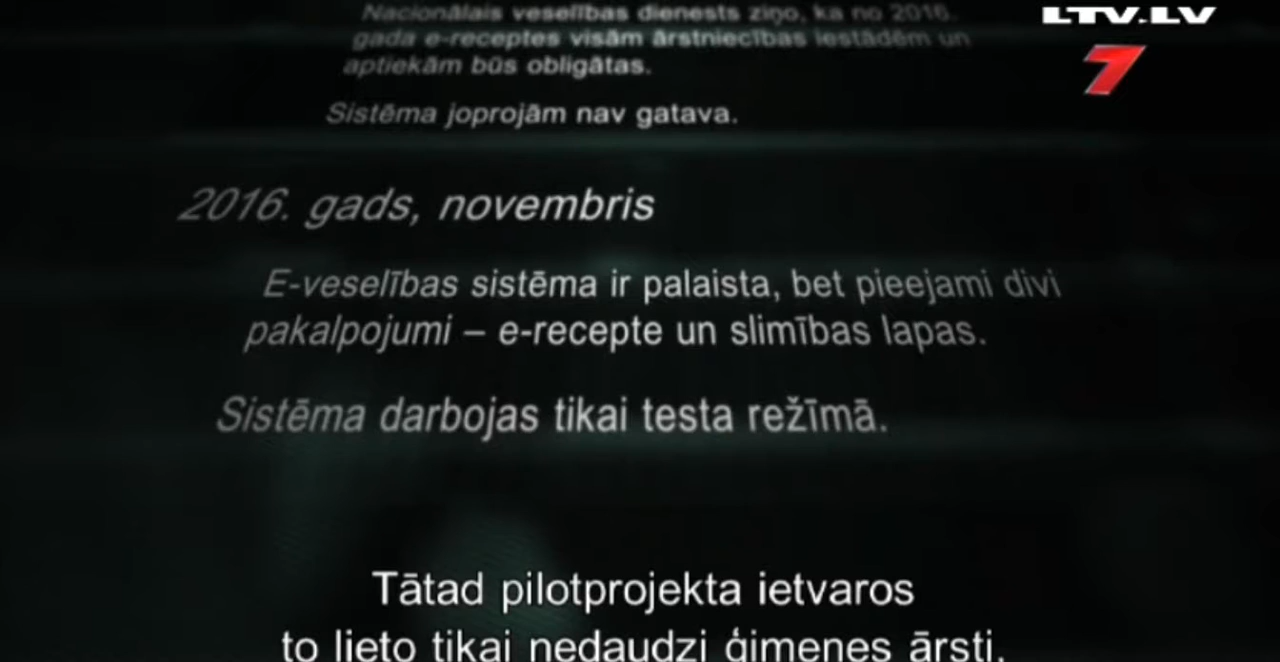 Nacionālais veselības dienests ziņo, ka no 2016.
LTV.LV
gada e-receptes visām ārstniecības iestādēm un
7
aptiekām būs obligātas.
Sistēma joprojām nav gatava.
2016. gads, novembris
E-veselības sistēma ir palaista, bet pieejami divi
pakalpojumi – e-recepte un slimības lapas.
Sistēma darbojas tikai testa režīmā.
Tātad pilotprojekta ietvaros
to lieto tikai nedaudzi ģimenes ārsti.